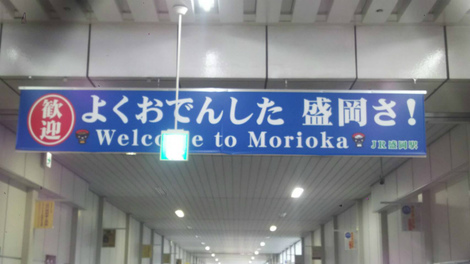 歓迎
よくおでんした 盛岡さ！
Welcome to Morioka
JR盛岡駅